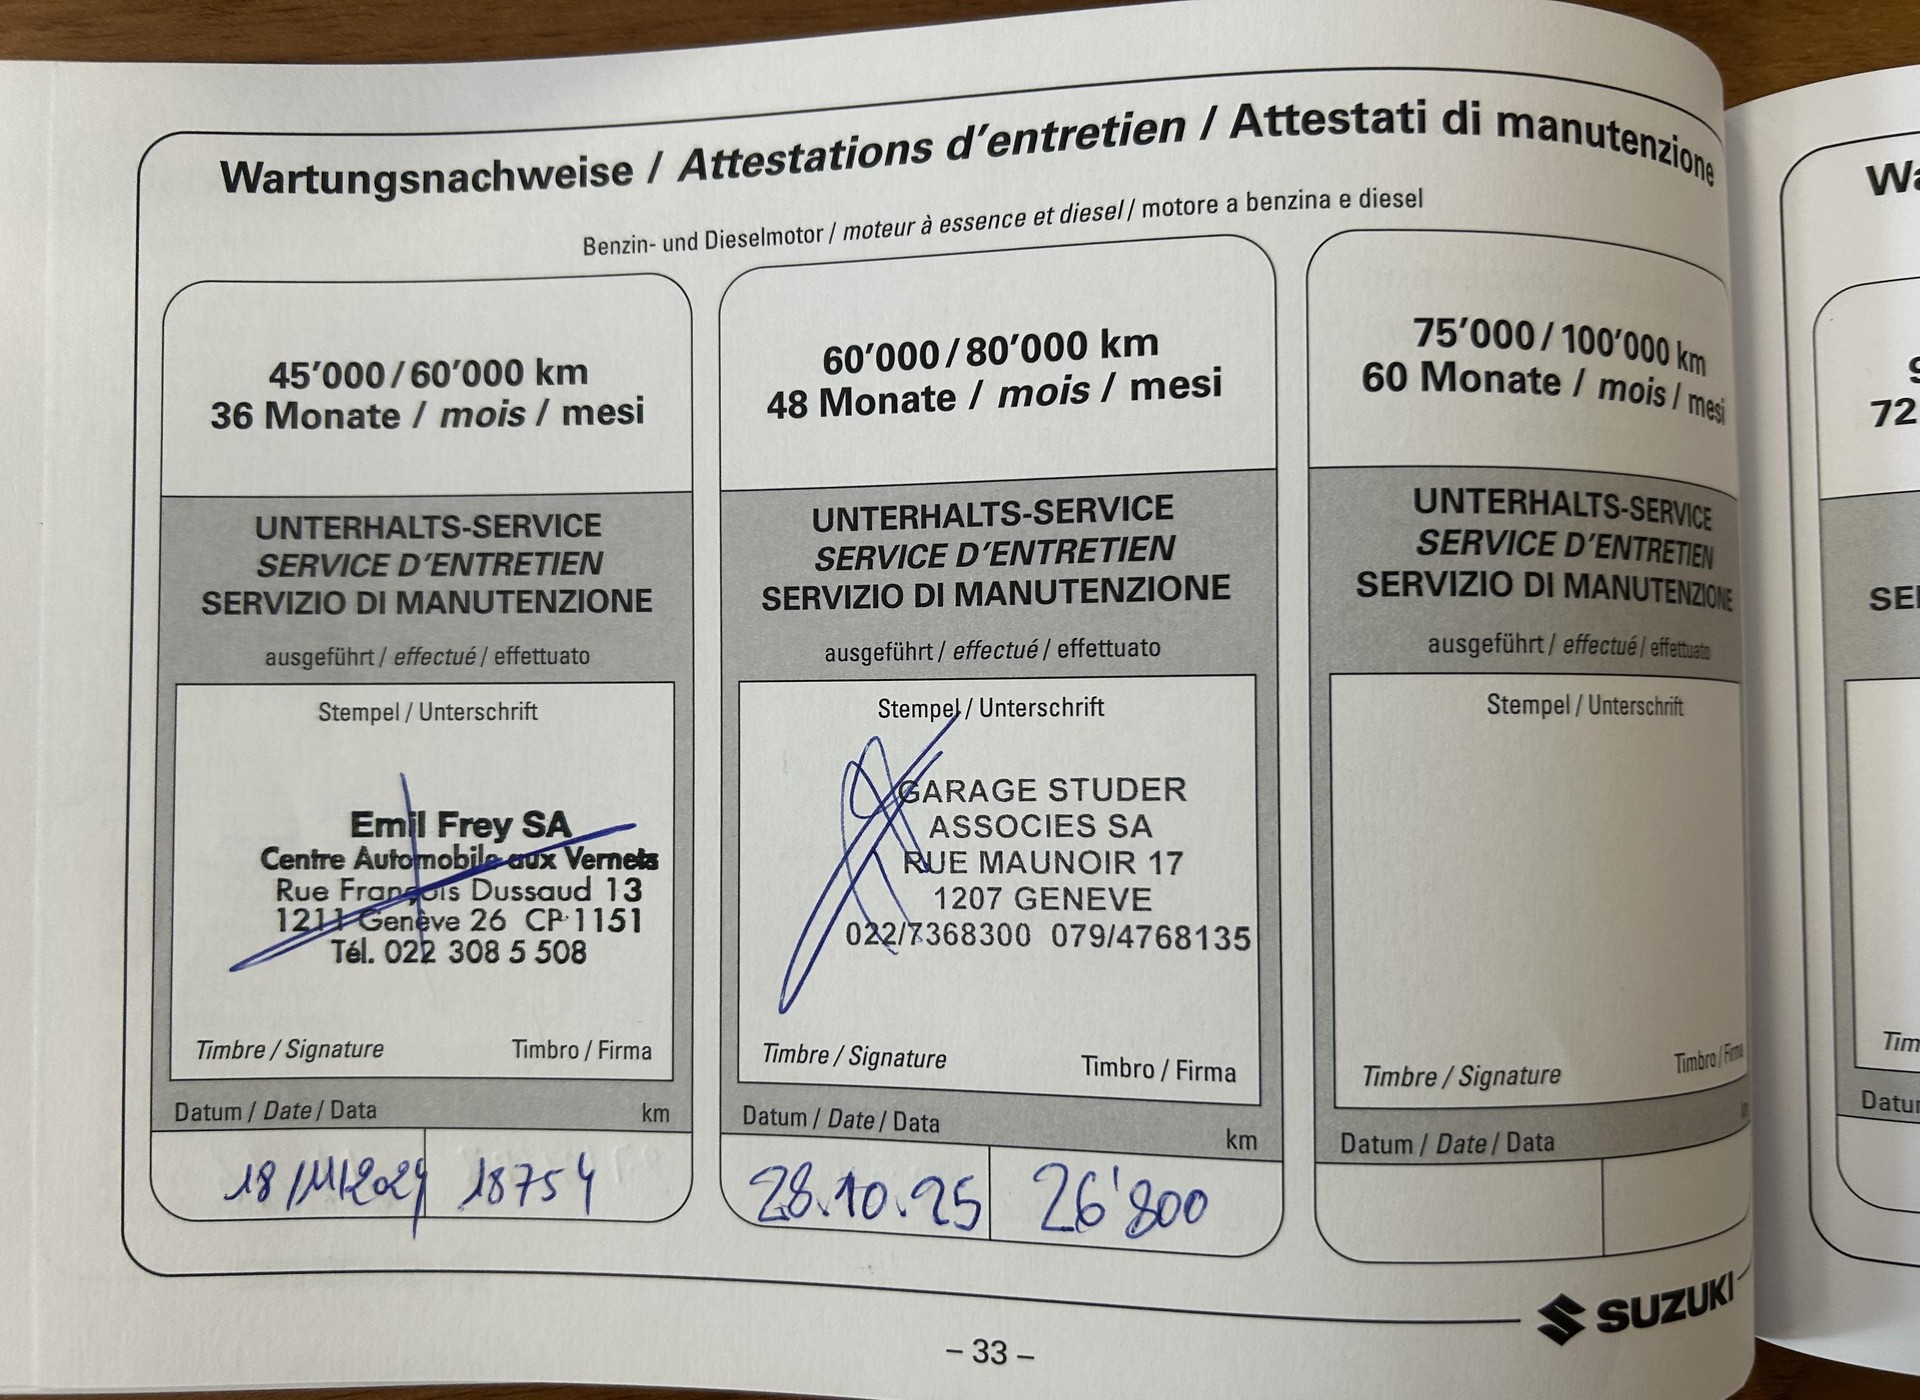 Wartungsnachweise / Attestations d'entretien / Attestati di manutenzione
Benzin- und Dieselmotor / moteur à essence et diesel / motore a benzina e diesel
45'000 / 60'000 km
36 Monate / mois / mesi
UNTERHALTS-SERVICE
SERVICE D'ENTRETIEN
SERVIZIO DI MANUTENZIONE
ausgeführt / effectué / effettuato
Stempel / Unterschrift
Emil Frey SA
Centre Automobile aux Vernets
Rue François Dussaud 13
1211 Genève 26 CP 1151
Tél. 022 308 5 508
Timbre / Signature Timbro / Firma
Datum / Date / Data km
18/11/2024 18754
60'000 / 80'000 km
48 Monate / mois / mesi
UNTERHALTS-SERVICE
SERVICE D'ENTRETIEN
SERVIZIO DI MANUTENZIONE
ausgeführt / effectué / effettuato
Stempel / Unterschrift
GARAGE STUDER
ASSOCIES SA
RUE MAUNOIR 17
1207 GENEVE
022/7368300 079/4768135
Timbre / Signature Timbro / Firma
Datum / Date / Data km
28.10.25 26'800
75'000 / 100'000 km
60 Monate / mois / mesi
UNTERHALTS-SERVICE
SERVICE D'ENTRETIEN
SERVIZIO DI MANUTENZIONE
ausgeführt / effectué / effettuato
Stempel / Unterschrift
Timbre / Signature Timbro / Firma
Datum / Date / Data
SUZUKI
– 33 –
72